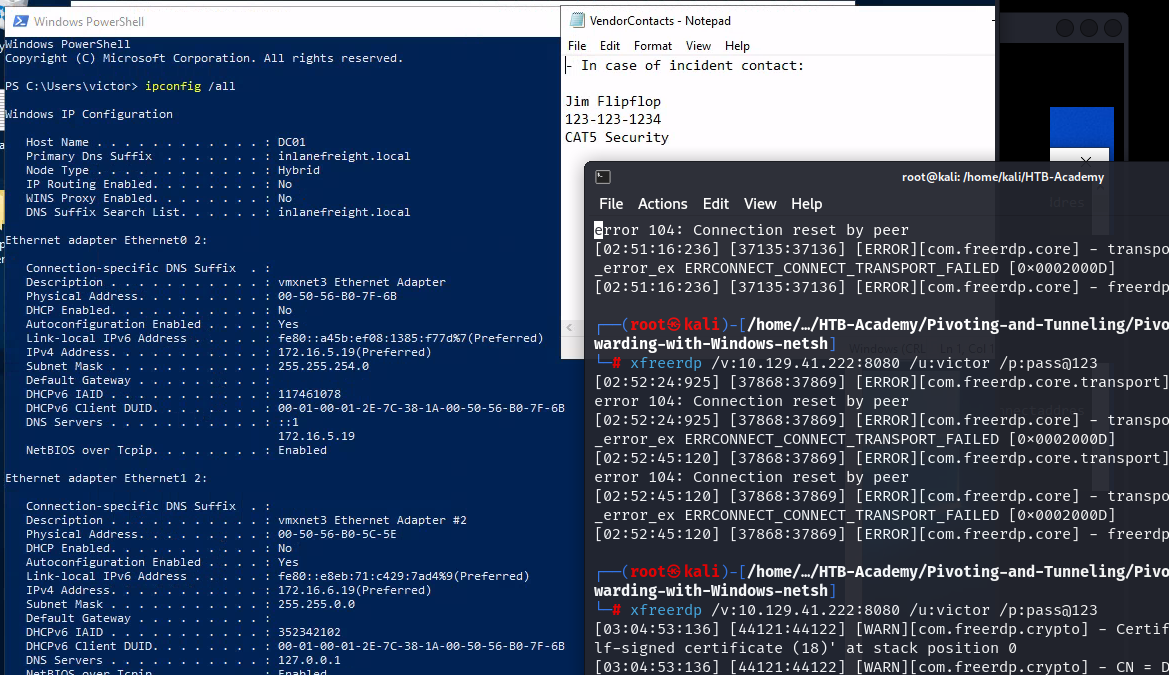 Windows PowerShell
Windows PowerShell
Copyright (C) Microsoft Corporation. All rights reserved.
PS C:\Users\victor> ipconfig /all
Windows IP Configuration
Host Name . . . . . . . . . . . . : DC01
Primary Dns Suffix . . . . . . . : inlanefreight.local
Node Type . . . . . . . . . . . . : Hybrid
IP Routing Enabled. . . . . . . . : No
WINS Proxy Enabled. . . . . . . . : No
DNS Suffix Search List. . . . . . : inlanefreight.local
Ethernet adapter Ethernet0 2:
Connection-specific DNS Suffix . :
Description . . . . . . . . . . . : vmxnet3 Ethernet Adapter
Physical Address. . . . . . . . . : 00-50-56-B0-7F-6B
DHCP Enabled. . . . . . . . . . . : No
Autoconfiguration Enabled . . . . : Yes
Link-local IPv6 Address . . . . . : fe80::a45b:ef08:1385:f77d%7(Preferred)
IPv4 Address. . . . . . . . . . . : 172.16.5.19(Preferred)
Subnet Mask . . . . . . . . . . . : 255.255.254.0
Default Gateway . . . . . . . . . :
DHCPv6 IAID . . . . . . . . . . . : 117461078
DHCPv6 Client DUID. . . . . . . . : 00-01-00-01-2E-7C-38-1A-00-50-56-B0-7F-6B
DNS Servers . . . . . . . . . . . : ::1
172.16.5.19
NetBIOS over Tcpip. . . . . . . . : Enabled
Ethernet adapter Ethernet1 2:
Connection-specific DNS Suffix . :
Description . . . . . . . . . . . : vmxnet3 Ethernet Adapter #2
Physical Address. . . . . . . . . : 00-50-56-B0-5C-5E
DHCP Enabled. . . . . . . . . . . : No
Autoconfiguration Enabled . . . . : Yes
Link-local IPv6 Address . . . . . : fe80::e8eb:71:c429:7ad4%9(Preferred)
IPv4 Address. . . . . . . . . . . : 172.16.6.19(Preferred)
Subnet Mask . . . . . . . . . . . : 255.255.0.0
Default Gateway . . . . . . . . . :
DHCPv6 IAID . . . . . . . . . . . : 352342102
DHCPv6 Client DUID. . . . . . . . : 00-01-00-01-2E-7C-38-1A-00-50-56-B0-7F-6B
DNS Servers . . . . . . . . . . . : 127.0.0.1
NetBIOS over Tcpip. . . . . . . . : Enabled
VendorContacts - Notepad
File Edit Format View Help
- In case of incident contact:
Jim Flipflop
123-123-1234
CAT5 Security
root@kali: /home/kali/HTB-Academy
File Actions Edit View Help
error 104: Connection reset by peer
[02:51:16:236] [37135:37136] [ERROR][com.freerdp.core] - transpo
_error_ex ERRCONNECT_CONNECT_TRANSPORT_FAILED [0×0002000D]
[02:51:16:236] [37135:37136] [ERROR][com.freerdp.core] - freerdp
┌──(root㉿kali)-[/home/…/HTB-Academy/Pivoting-and-Tunneling/Pivo
warding-with-Windows-netsh]
└─# xfreerdp /v:10.129.41.222:8080 /u:victor /p:pass@123
[02:52:24:925] [37868:37869] [ERROR][com.freerdp.core.transport]
error 104: Connection reset by peer
[02:52:24:925] [37868:37869] [ERROR][com.freerdp.core] - transpo
_error_ex ERRCONNECT_CONNECT_TRANSPORT_FAILED [0×0002000D]
[02:52:45:120] [37868:37869] [ERROR][com.freerdp.core.transport]
error 104: Connection reset by peer
[02:52:45:120] [37868:37869] [ERROR][com.freerdp.core] - transpo
_error_ex ERRCONNECT_CONNECT_TRANSPORT_FAILED [0×0002000D]
[02:52:45:120] [37868:37869] [ERROR][com.freerdp.core] - freerdp
┌──(root㉿kali)-[/home/…/HTB-Academy/Pivoting-and-Tunneling/Pivo
warding-with-Windows-netsh]
└─# xfreerdp /v:10.129.41.222:8080 /u:victor /p:pass@123
[03:04:53:136] [44121:44122] [WARN][com.freerdp.crypto] - Certif
lf-signed certificate (18)' at stack position 0
[03:04:53:136] [44121:44122] [WARN][com.freerdp.crypto] - CN = D